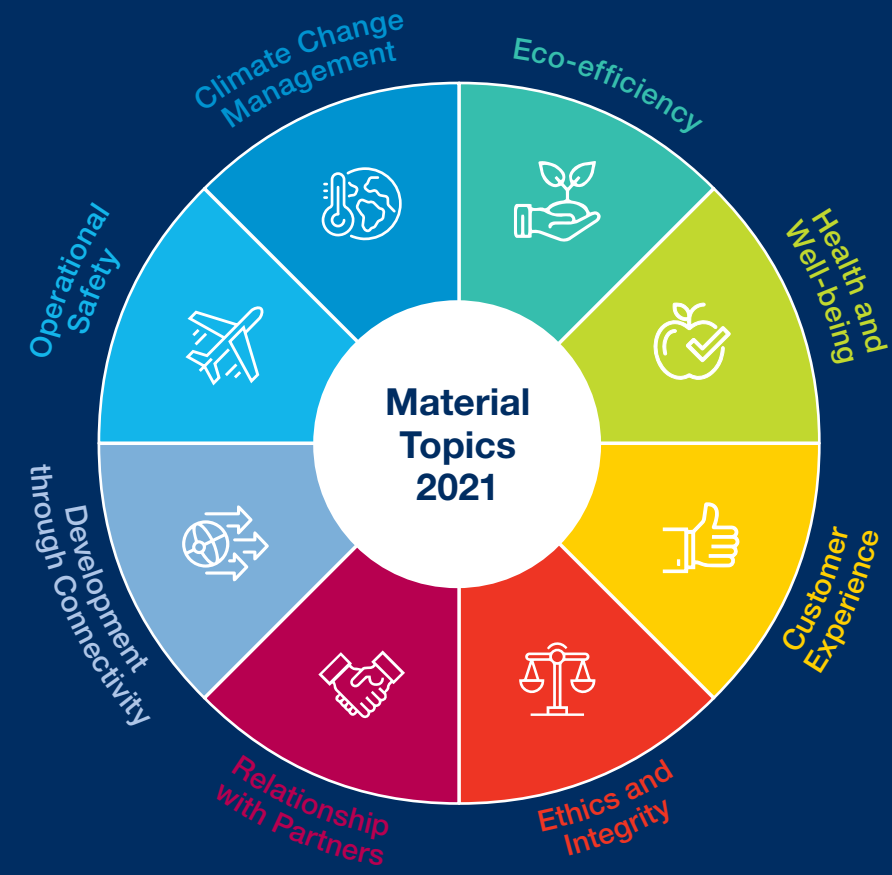 Climate Change
Management
Eco-efficiency
Health and
Well-being
Customer
Experience
Ethics and
Integrity
Relationship
with Partners
Development
through Connectivity
Operational
Safety
Material
Topics
2021